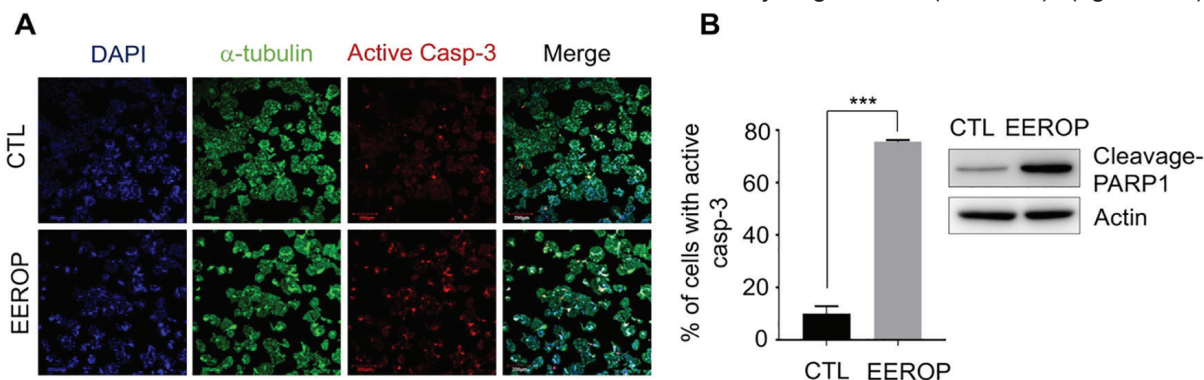 A
DAPI
α-tubulin
Active Casp-3
Merge
CTL
EEROP
200μm
B
% of cells with active
casp-3
80
60
40
20
0
***
CTL
EEROP
CTL EEROP
Cleavage-
PARP1
Actin